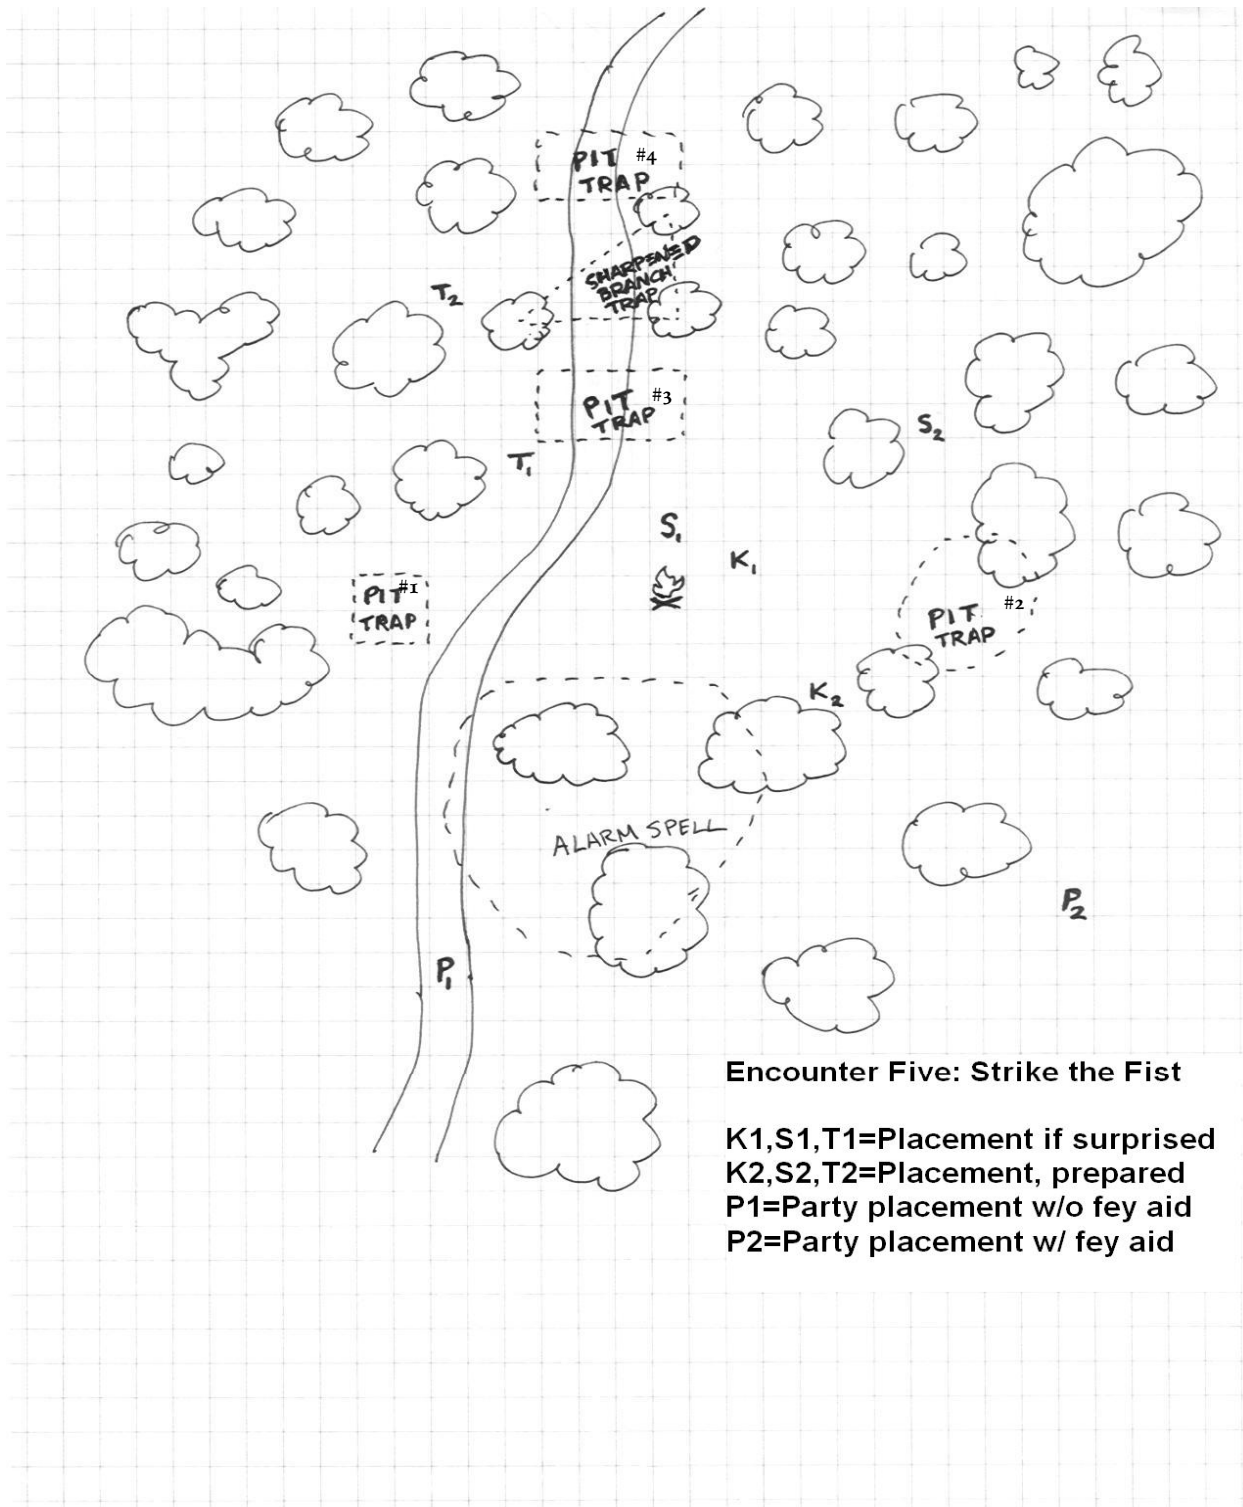 PIT #4
TRAP
SHARPENED
BRANCH
TRAP
T2
PIT #3
TRAP
S2
T1
S1
K1
PIT #1
TRAP
PIT #2
TRAP
K2
ALARM SPELL
P2
P1
Encounter Five: Strike the Fist
K1,S1,T1=Placement if surprised
K2,S2,T2=Placement, prepared
P1=Party placement w/o fey aid
P2=Party placement w/ fey aid